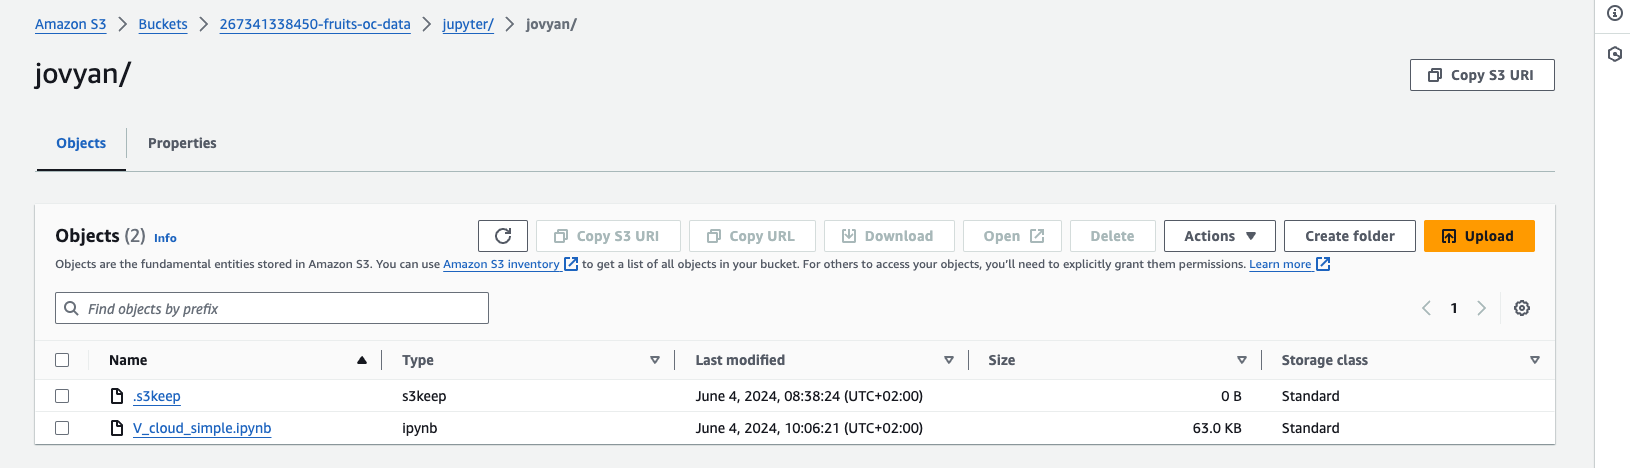 Amazon S3 > Buckets > 267341338450-fruits-oc-data > jupyter/ > jovyan/
jovyan/
Copy S3 URI
Objects
Properties
Objects (2) Info
Copy S3 URI
Copy URL
Download
Open
Delete
Actions
Create folder
Upload
Objects are the fundamental entities stored in Amazon S3. You can use Amazon S3 inventory to get a list of all objects in your bucket. For others to access your objects, you'll need to explicitly grant them permissions. Learn more
Find objects by prefix
1
Name Type Last modified Size Storage class
.s3keep s3keep June 4, 2024, 08:38:24 (UTC+02:00) 0 B Standard
V_cloud_simple.ipynb ipynb June 4, 2024, 10:06:21 (UTC+02:00) 63.0 KB Standard